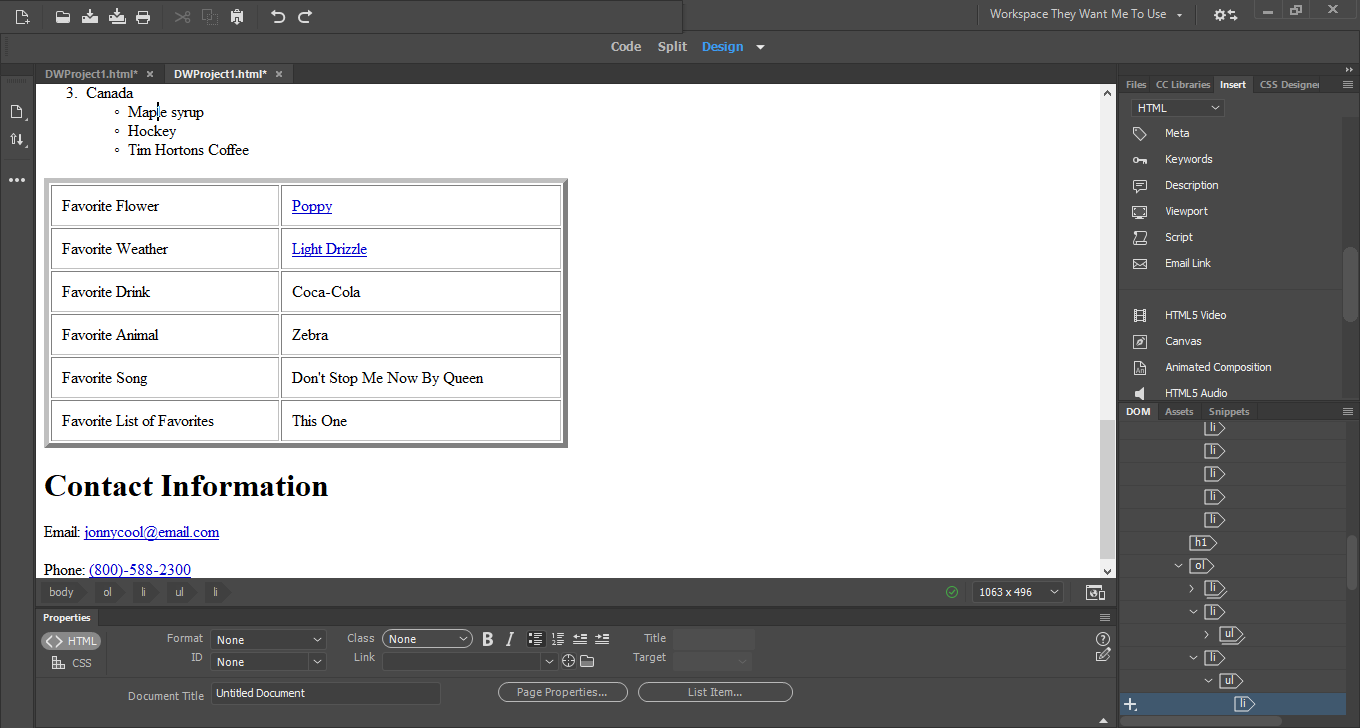 Workspace They Want Me To Use
Code Split Design
DWProject1.html* × DWProject1.html* ×
3. Canada
Maple syrup
Hockey
Tim Hortons Coffee
Favorite Flower Poppy
Favorite Weather Light Drizzle
Favorite Drink Coca-Cola
Favorite Animal Zebra
Favorite Song Don't Stop Me Now By Queen
Favorite List of Favorites This One
Contact Information
Email: jonnycool@email.com
Phone: (800)-588-2300
body ol li ul li
1063 x 496
Files CC Libraries Insert CSS Designer
HTML
Meta
Keywords
Description
Viewport
Script
Email Link
HTML5 Video
Canvas
Animated Composition
HTML5 Audio
DOM Assets Snippets
li
li
li
li
li
h1
ol
li
li
ul
li
ul
li
Properties
HTML Format None Class None B I Title
CSS ID None Link Target
Document Title Untitled Document Page Properties... List Item...